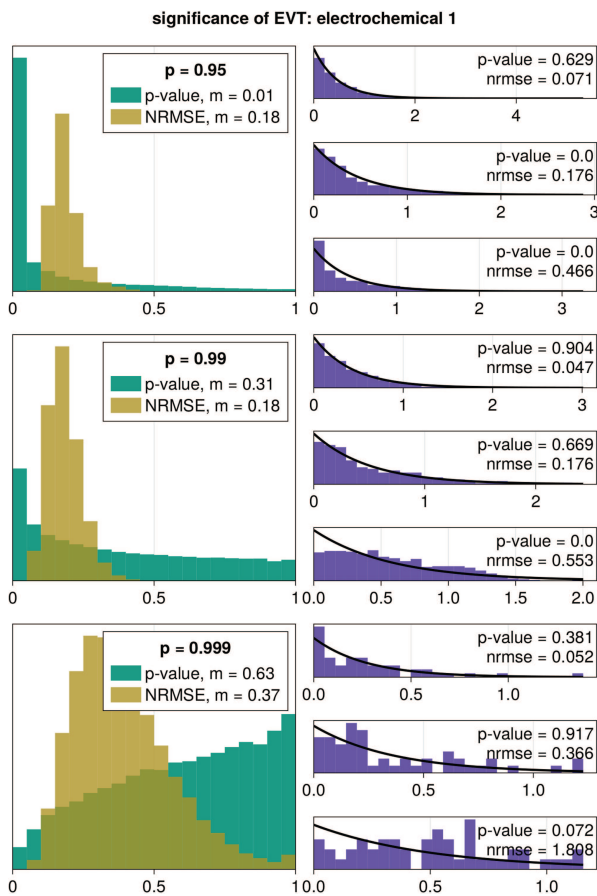 significance of EVT: electrochemical 1
p = 0.95
p-value, m = 0.01
NRMSE, m = 0.18
0 0.5 1
p-value = 0.629
nrmse = 0.071
0 2 4
p-value = 0.0
nrmse = 0.176
0 1 2 3
p-value = 0.0
nrmse = 0.466
0 1 2 3
p = 0.99
p-value, m = 0.31
NRMSE, m = 0.18
0 0.5 1
p-value = 0.904
nrmse = 0.047
0 1 2 3
p-value = 0.669
nrmse = 0.176
0 1 2
p-value = 0.0
nrmse = 0.553
0.0 0.5 1.0 1.5 2.0
p = 0.999
p-value, m = 0.63
NRMSE, m = 0.37
0 0.5 1
p-value = 0.381
nrmse = 0.052
0.0 0.5 1.0
p-value = 0.917
nrmse = 0.366
0.0 0.5 1.0
p-value = 0.072
nrmse = 1.808
0.0 0.5 1.0